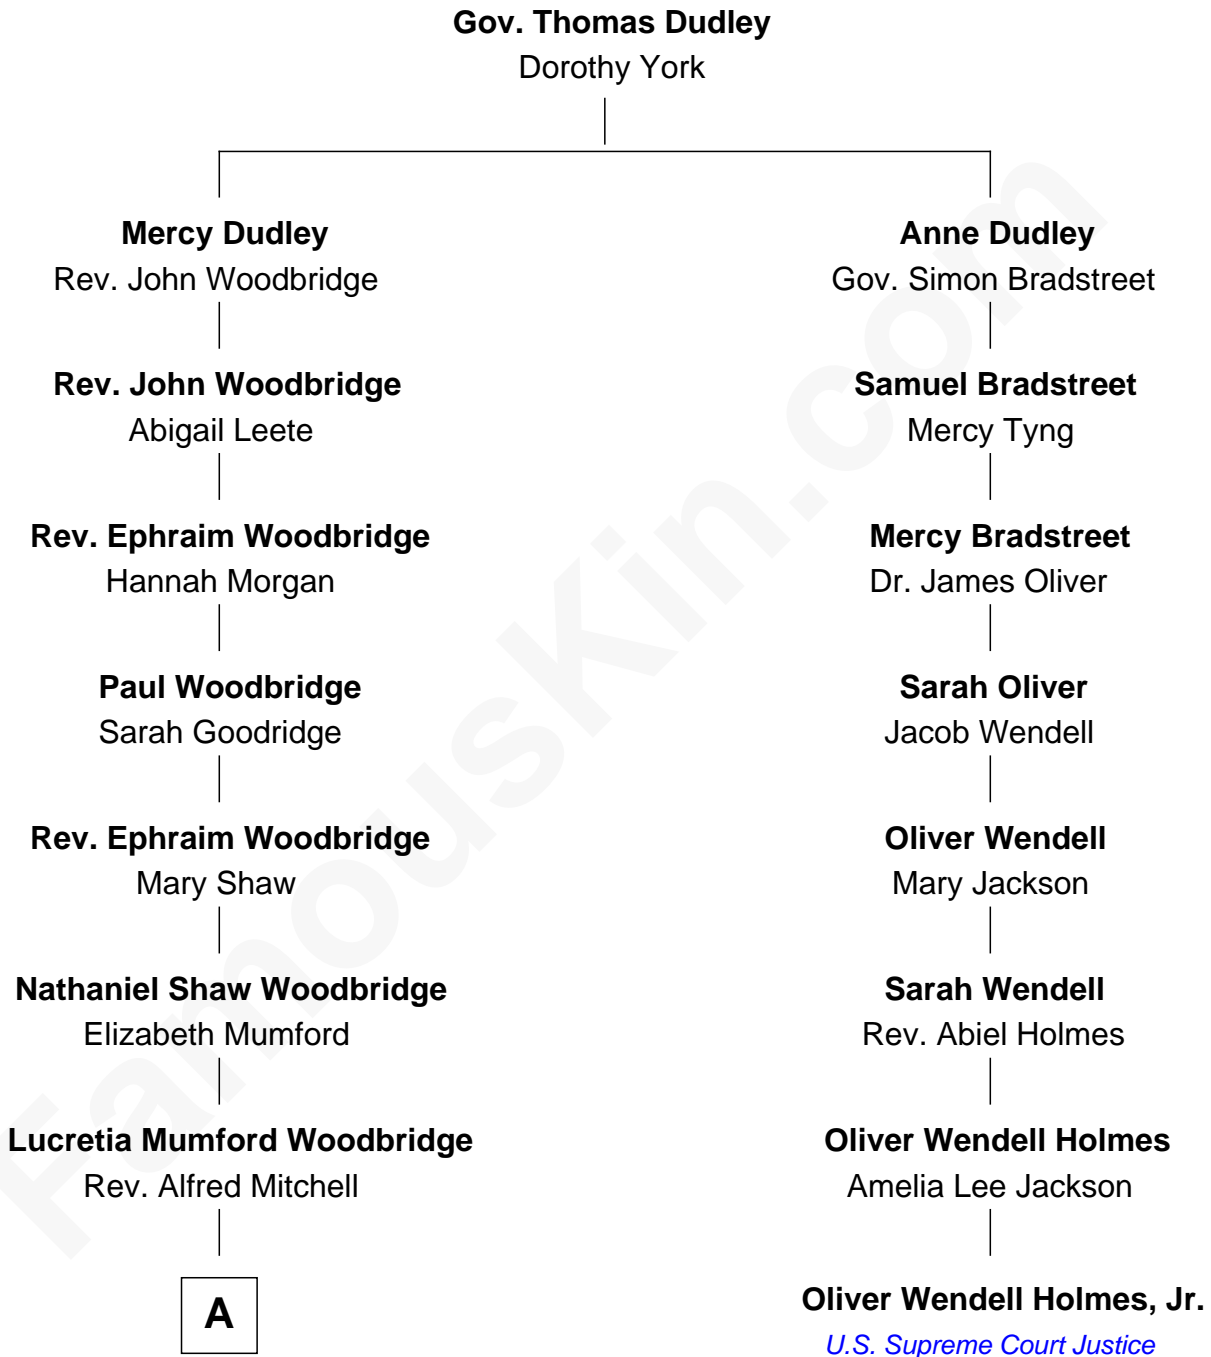 Gov. Thomas Dudley
Dorothy York
Mercy Dudley
Rev. John Woodbridge
Anne Dudley
Gov. Simon Bradstreet
Rev. John Woodbridge
Abigail Leete
Samuel Bradstreet
Mercy Tyng
Rev. Ephraim Woodbridge
Hannah Morgan
Mercy Bradstreet
Dr. James Oliver
Paul Woodbridge
Sarah Goodridge
Sarah Oliver
Jacob Wendell
Rev. Ephraim Woodbridge
Mary Shaw
Oliver Wendell
Mary Jackson
Nathaniel Shaw Woodbridge
Elizabeth Mumford
Sarah Wendell
Rev. Abiel Holmes
Lucretia Mumford Woodbridge
Rev. Alfred Mitchell
Oliver Wendell Holmes
Amelia Lee Jackson
A
Oliver Wendell Holmes, Jr.
U.S. Supreme Court Justice
FamousKin.com